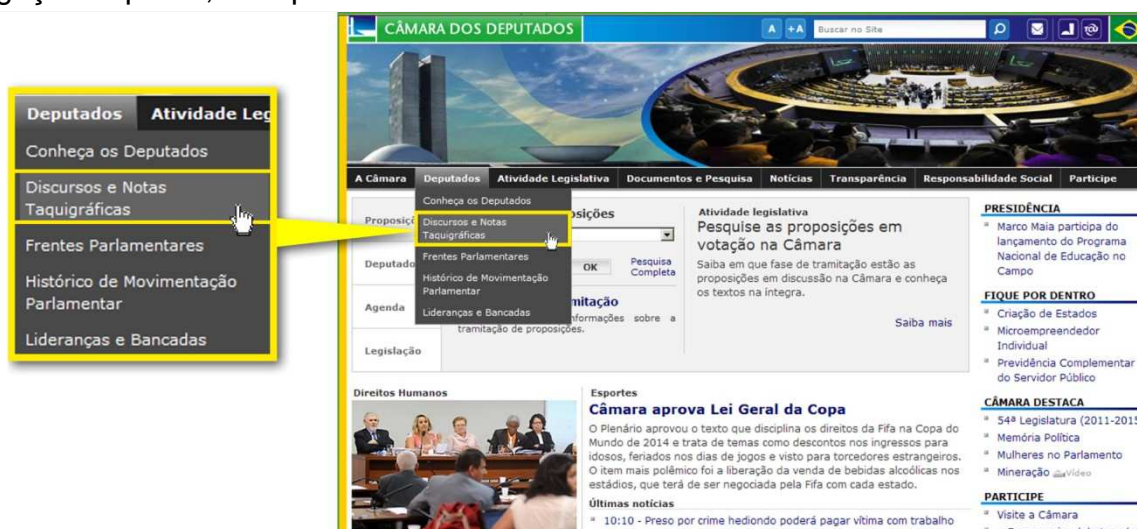 CÂMARA DOS DEPUTADOS
A +A Buscar no Site
Deputados Atividade Leg
Conheça os Deputados
Discursos e Notas
Taquigráficas
Frentes Parlamentares
Histórico de Movimentação
Parlamentar
Lideranças e Bancadas
A Câmara Deputados Atividade Legislativa Documentos e Pesquisa Notícias Transparência Responsabilidade Social Participe
Conheça os Deputados
Discursos e Notas
Taquigráficas
Frentes Parlamentares
Histórico de Movimentação
Parlamentar
Lideranças e Bancadas
Proposiç
Deputado
Agenda
Legislação
osições
OK
Pesquisa
Completa
mitação
nformações sobre a
tramitação de proposições.
Atividade legislativa
Pesquise as proposições em
votação na Câmara
Saiba em que fase de tramitação estão as
proposições em discussão na Câmara e conheça
os textos na íntegra.
Saiba mais
PRESIDÊNCIA
Marco Maia participa do
lançamento do Programa
Nacional de Educação no
Campo
FIQUE POR DENTRO
Criação de Estados
Microempreendedor
Individual
Previdência Complementar
do Servidor Público
CÂMARA DESTACA
54ª Legislatura (2011-2015
Memória Política
Mulheres no Parlamento
Mineração Vídeo
PARTICIPE
Visite a Câmara
Direitos Humanos
Esportes
Câmara aprova Lei Geral da Copa
O Plenário aprovou o texto que disciplina os direitos da Fifa na Copa do
Mundo de 2014 e trata de temas como descontos nos ingressos para
idosos, feriados nos dias de jogos e visto para torcedores estrangeiros.
O item mais polêmico foi a liberação da venda de bebidas alcoólicas nos
estádios, que terá de ser negociada pela Fifa com cada estado.
Últimas notícias
10:10 - Preso por crime hediondo poderá pagar vítima com trabalho